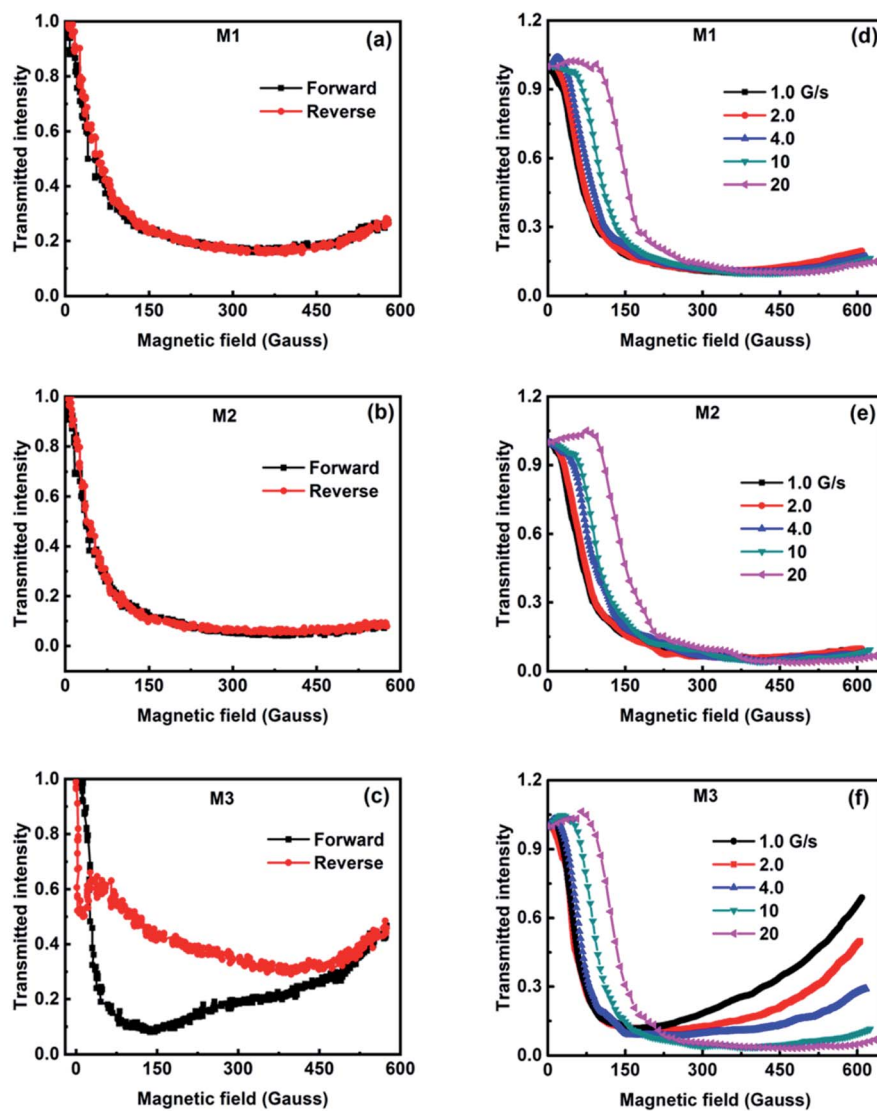 M1
(a)
Forward
Reverse
Transmitted intensity
1.0
0.8
0.6
0.4
0.2
0.0
0 150 300 450 600
Magnetic field (Gauss)
M1
(d)
1.0 G/s
2.0
4.0
10
20
Transmitted intensity
1.2
0.9
0.6
0.3
0.0
0 150 300 450 600
Magnetic field (Gauss)
M2
(b)
Forward
Reverse
Transmitted intensity
1.0
0.8
0.6
0.4
0.2
0.0
0 150 300 450 600
Magnetic field (Gauss)
M2
(e)
1.0 G/s
2.0
4.0
10
20
Transmitted intensity
1.2
0.9
0.6
0.3
0.0
0 150 300 450 600
Magnetic field (Gauss)
M3
(c)
Forward
Reverse
Transmitted intensity
1.0
0.8
0.6
0.4
0.2
0.0
0 150 300 450 600
Magnetic field (Gauss)
M3
(f)
1.0 G/s
2.0
4.0
10
20
Transmitted intensity
1.2
0.9
0.6
0.3
0.0
0 150 300 450 600
Magnetic field (Gauss)